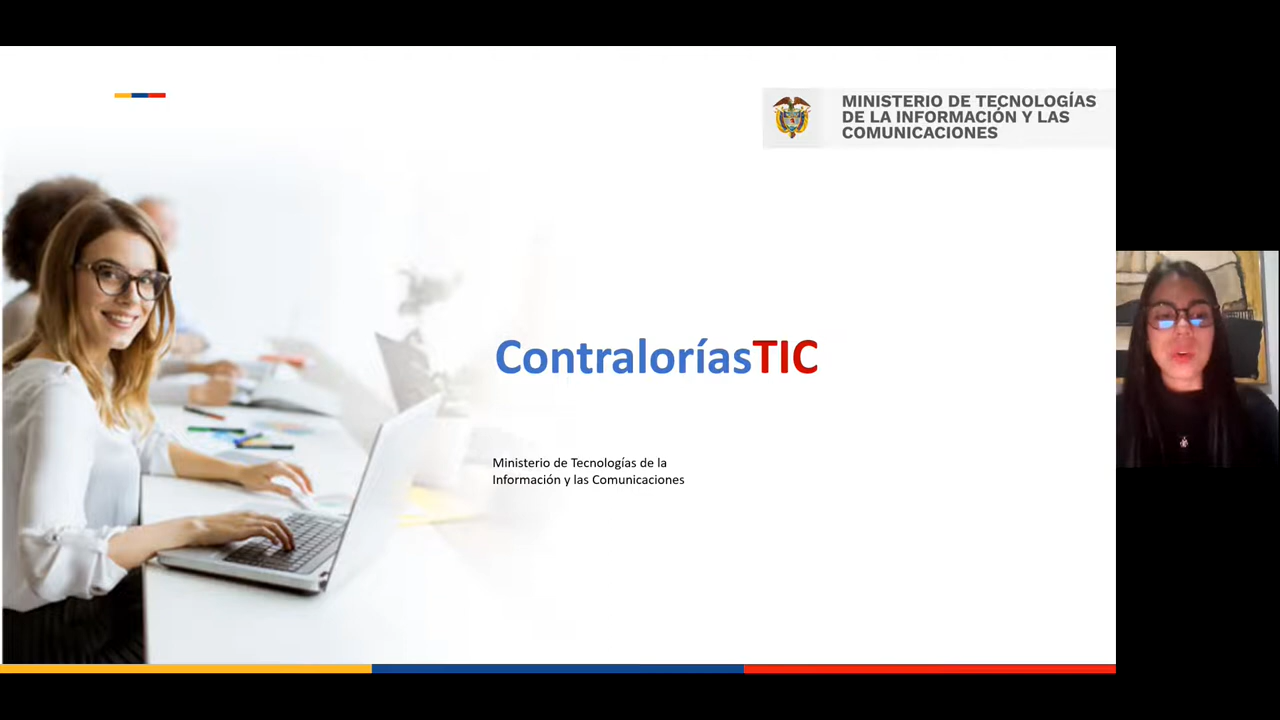 MINISTERIO DE TECNOLOGÍAS
DE LA INFORMACIÓN Y LAS
COMUNICACIONES
ContraloríasTIC
Ministerio de Tecnologías de la
Información y las Comunicaciones